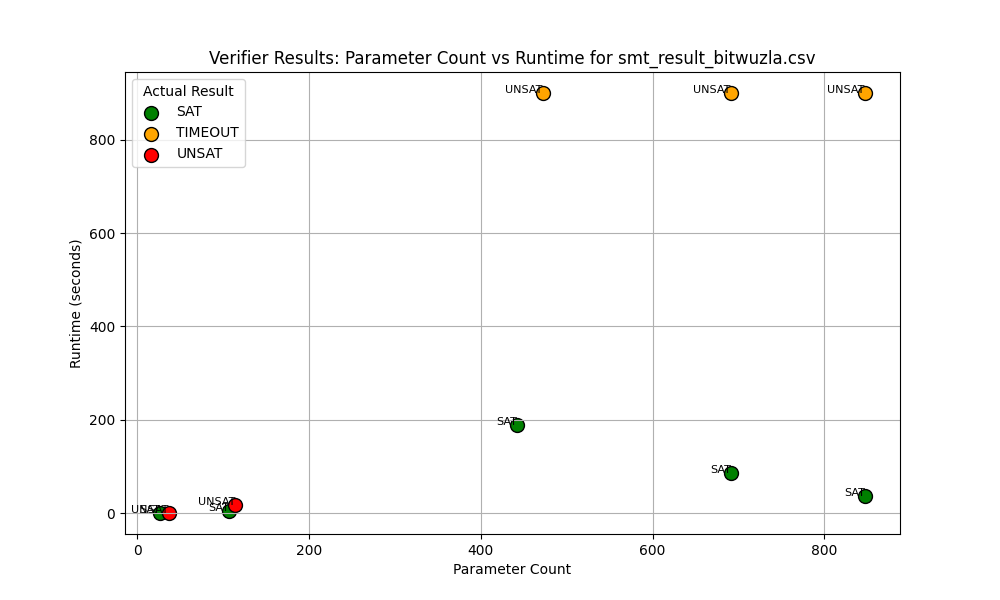 Verifier Results: Parameter Count vs Runtime for smt_result_bitwuzla.csv
Actual Result
SAT
TIMEOUT
UNSAT
UNSAT
UNSAT
UNSAT
800
600
400
200
0
Runtime (seconds)
SAT
SAT
SAT
UNSAT
SAT
UNSAT
0
200
400
600
800
Parameter Count